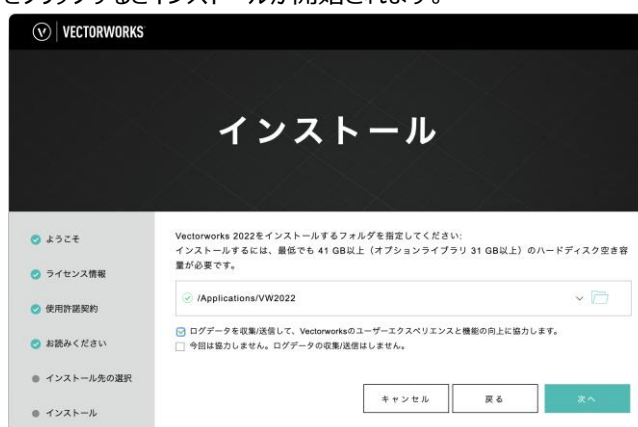 をクリックするとインストールが開始されます。
VECTORWORKS
インストール
ようこそ
ライセンス情報
使用許諾契約
お読みください
インストール先の選択
インストール
Vectorworks 2022をインストールするフォルダを指定してください:
インストールするには、最低でも 41 GB以上（オプションライブラリ 31 GB以上）のハードディスク空き容
量が必要です。
/Applications/VW2022
ログデータを収集/送信して、Vectorworksのユーザーエクスペリエンスと機能の向上に協力します。
今回は協力しません。ログデータの収集/送信はしません。
キャンセル
戻る
次へ